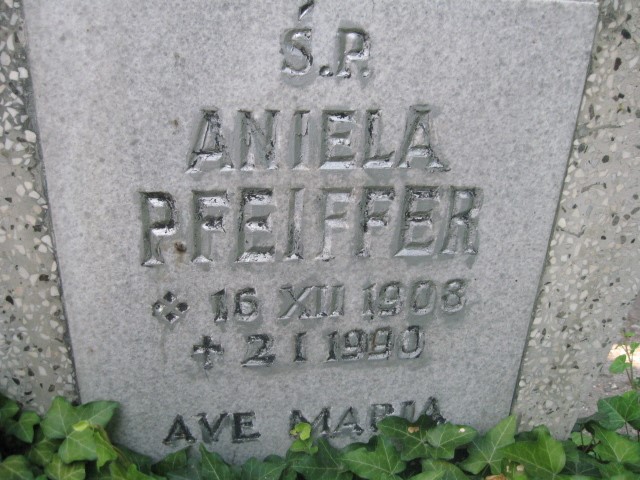 Ś.P.
ANIELA
PFEIFFER
16 XII 1908
✝ 2 I 1990
AVE MARIA